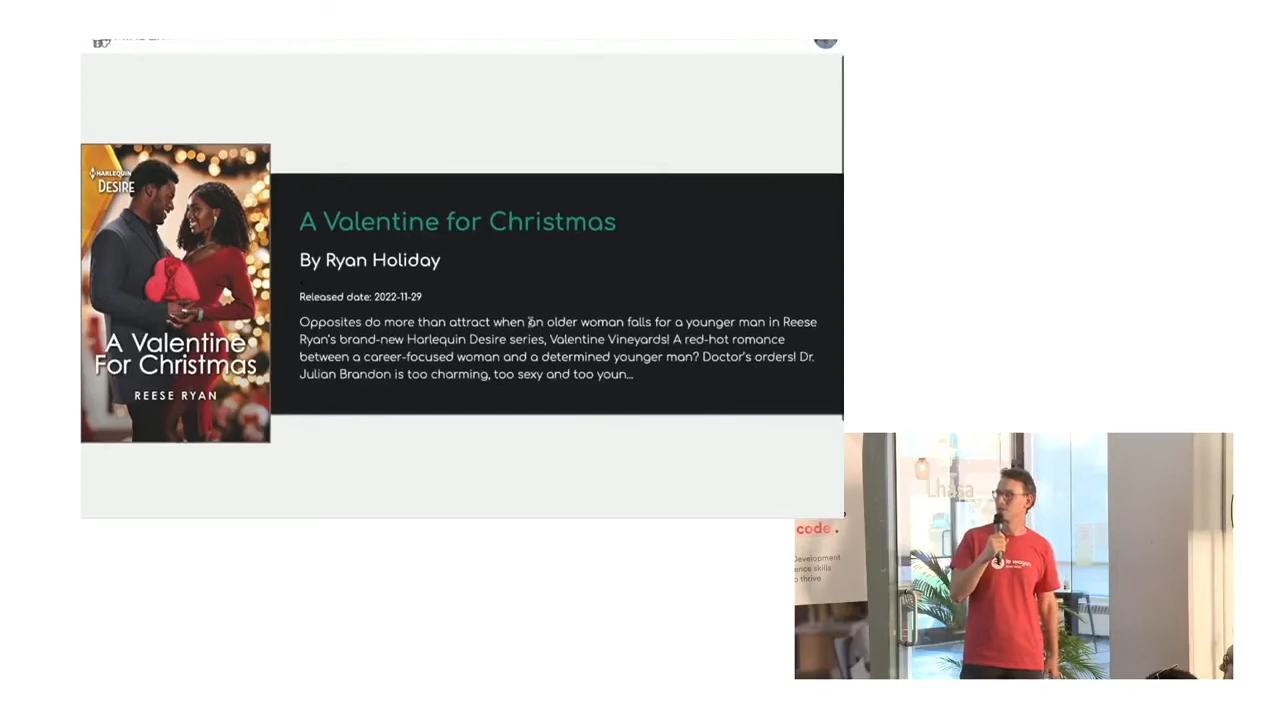 HARLEQUIN
DESIRE
A Valentine
For Christmas
REESE RYAN
A Valentine for Christmas
By Ryan Holiday
Released date: 2022-11-29
Opposites do more than attract when an older woman falls for a younger man in Reese
Ryan's brand-new Harlequin Desire series, Valentine Vineyards! A red-hot romance
between a career-focused woman and a determined younger man? Doctor's orders! Dr.
Julian Brandon is too charming, too sexy and too youn...
Lhasa
code.
Development
skills
thrive
le wagon